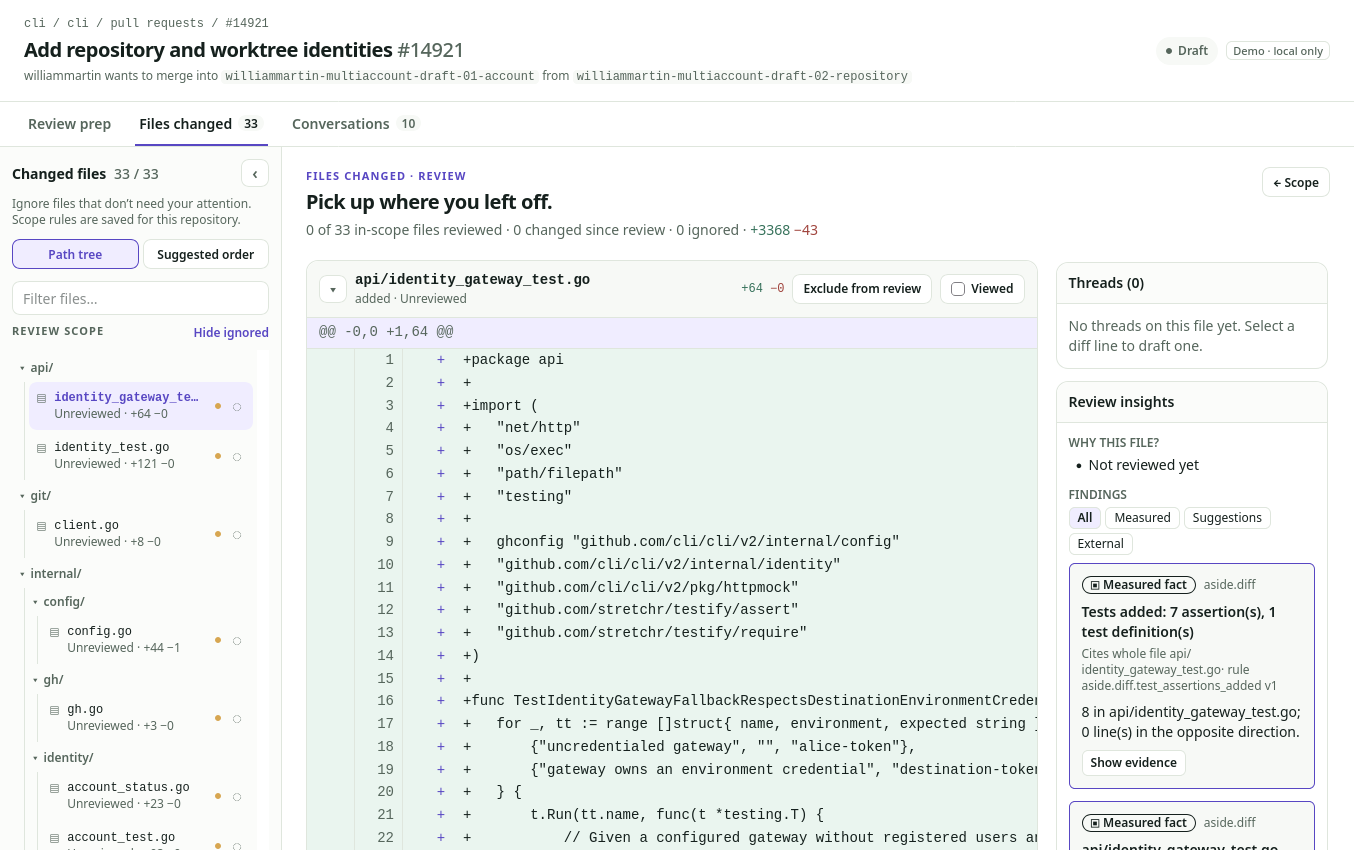 cli / cli / pull requests / #14921
Add repository and worktree identities #14921
Draft
Demo · local only
williammartin wants to merge into williammartin-multiaccount-draft-01-account from williammartin-multiaccount-draft-02-repository
Review prep
Files changed 33
Conversations 10
Changed files 33 / 33
‹
Ignore files that don’t need your attention.
Scope rules are saved for this repository.
Path tree
Suggested order
Filter files...
REVIEW SCOPE
Hide ignored
api/
identity_gateway_te…
Unreviewed · +64 −0
identity_test.go
Unreviewed · +121 −0
git/
client.go
Unreviewed · +8 −0
internal/
config/
config.go
Unreviewed · +44 −1
gh/
gh.go
Unreviewed · +3 −0
identity/
account_status.go
Unreviewed · +23 −0
account_test.go
FILES CHANGED · REVIEW
Pick up where you left off.
0 of 33 in-scope files reviewed · 0 changed since review · 0 ignored · +3368 −43
← Scope
api/identity_gateway_test.go
added · Unreviewed
+64 −0
Exclude from review
Viewed
@@ -0,0 +1,64 @@
1 + +package api
2 + +
3 + +import (
4 + + "net/http"
5 + + "os/exec"
6 + + "path/filepath"
7 + + "testing"
8 + +
9 + + ghconfig "github.com/cli/cli/v2/internal/config"
10 + + "github.com/cli/cli/v2/internal/identity"
11 + + "github.com/cli/cli/v2/pkg/httpmock"
12 + + "github.com/stretchr/testify/assert"
13 + + "github.com/stretchr/testify/require"
14 + +)
15 + +
16 + +func TestIdentityGatewayFallbackRespectsDestinationEnvironmentCreden
17 + + for _, tt := range []struct{ name, environment, expected string }
18 + + {"uncredentialed gateway", "", "alice-token"},
19 + + {"gateway owns an environment credential", "destination-token
20 + + } {
21 + + t.Run(tt.name, func(t *testing.T) {
22 + + // Given a configured gateway without registered users an
Threads (0)
No threads on this file yet. Select a
diff line to draft one.
Review insights
WHY THIS FILE?
• Not reviewed yet
FINDINGS
All
Measured
Suggestions
External
Measured fact
aside.diff
Tests added: 7 assertion(s), 1
test definition(s)
Cites whole file api/
identity_gateway_test.go· rule
aside.diff.test_assertions_added v1
8 in api/identity_gateway_test.go;
0 line(s) in the opposite direction.
Show evidence
Measured fact
aside.diff
api/identity_gateway_test.go